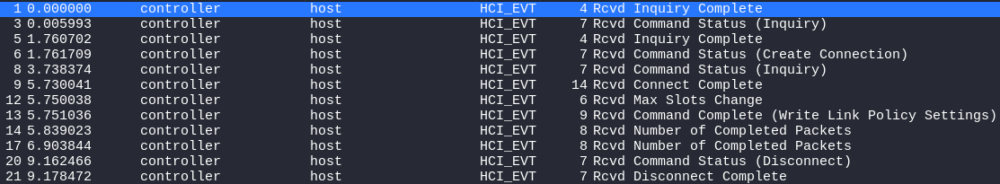 1 0.000000 controller host HCI_EVT 4 Rcvd Inquiry Complete
3 0.005993 controller host HCI_EVT 7 Rcvd Command Status (Inquiry)
5 1.760702 controller host HCI_EVT 4 Rcvd Inquiry Complete
6 1.761709 controller host HCI_EVT 7 Rcvd Command Status (Create Connection)
8 3.738374 controller host HCI_EVT 7 Rcvd Command Status (Inquiry)
9 5.730041 controller host HCI_EVT 14 Rcvd Connect Complete
12 5.750038 controller host HCI_EVT 6 Rcvd Max Slots Change
13 5.751036 controller host HCI_EVT 9 Rcvd Command Complete (Write Link Policy Settings)
14 5.839023 controller host HCI_EVT 8 Rcvd Number of Completed Packets
17 6.903844 controller host HCI_EVT 8 Rcvd Number of Completed Packets
20 9.162466 controller host HCI_EVT 7 Rcvd Command Status (Disconnect)
21 9.178472 controller host HCI_EVT 7 Rcvd Disconnect Complete